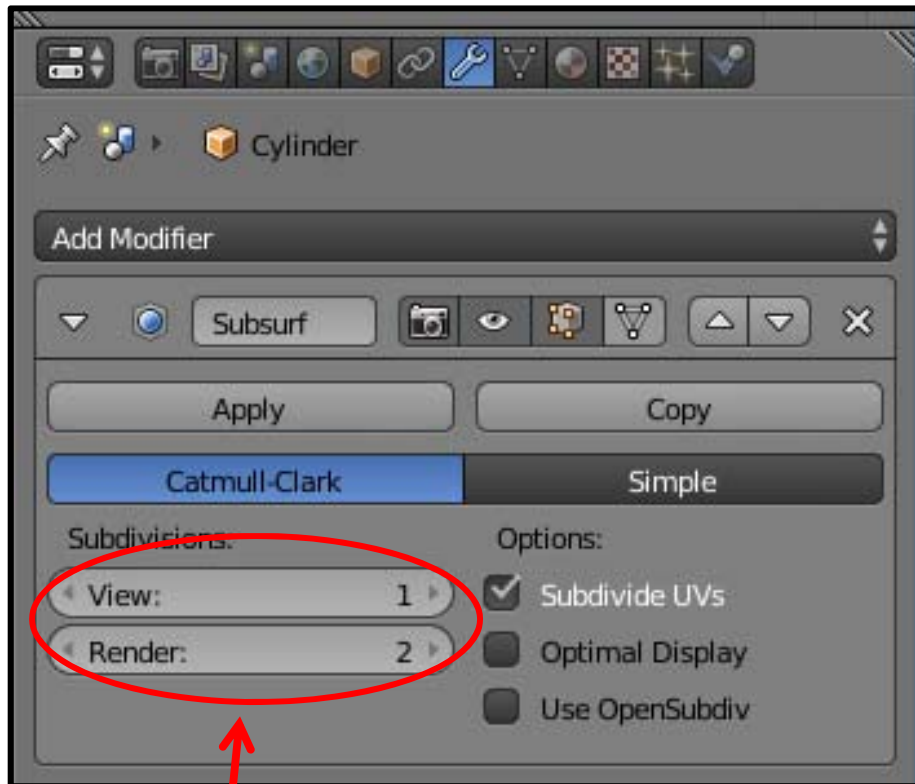 Cylinder
Add Modifier
Subsurf
Apply Copy
Catmull-Clark Simple
Subdivisions: Options:
View: 1 Subdivide UVs
Render: 2 Optimal Display
Use OpenSubdiv